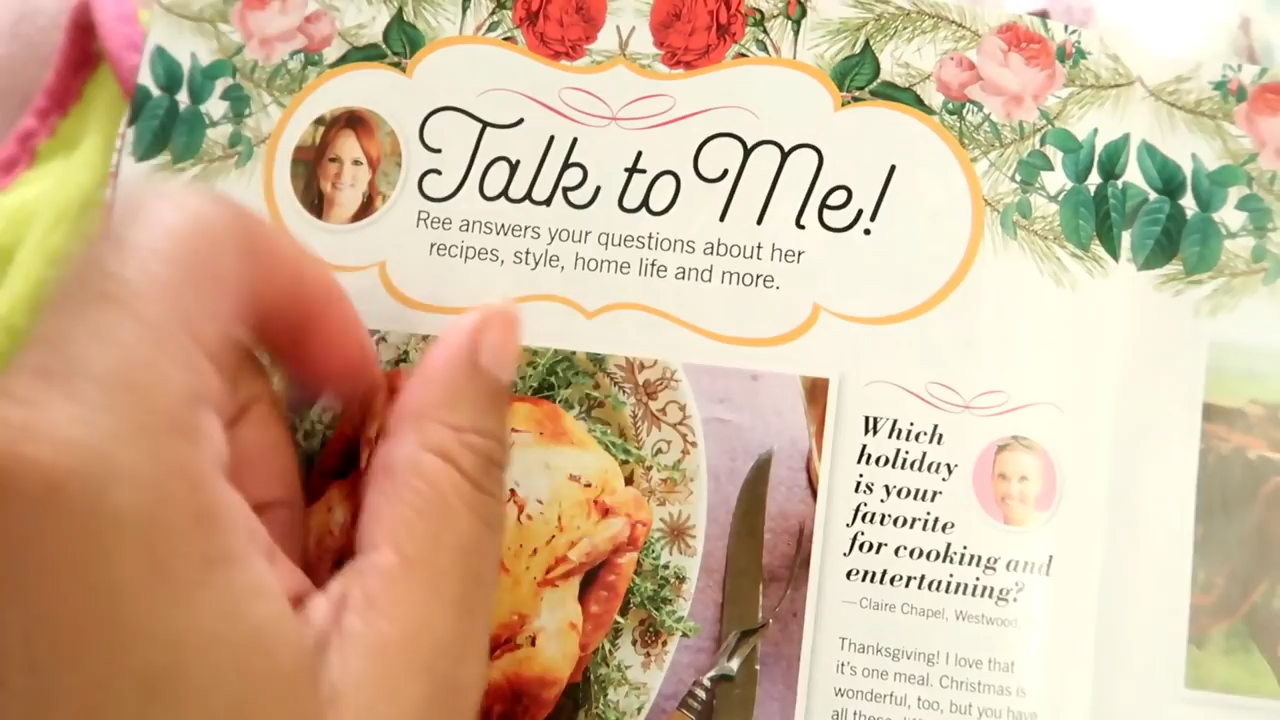 Talk to Me!
Ree answers your questions about her
recipes, style, home life and more.
Which
holiday
is your
favorite
for cooking and
entertaining?
—Claire Chapel, Westwood,
Thanksgiving! I love that
it's one meal. Christmas is
wonderful, too, but you have
all these